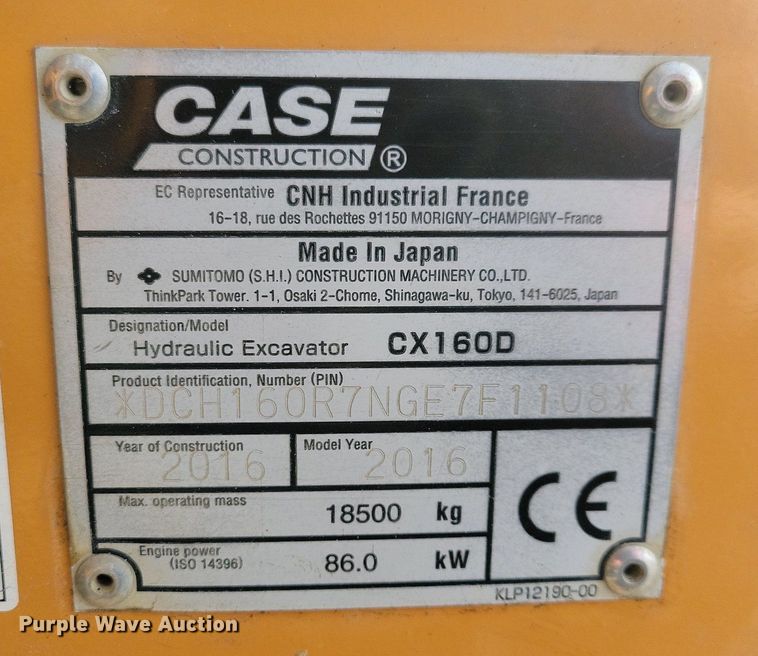 CASE
CONSTRUCTION ®
EC Representative CNH Industrial France
16-18, rue des Rochettes 91150 MORIGNY-CHAMPIGNY-France
Made In Japan
By SUMITOMO (S.H.I.) CONSTRUCTION MACHINERY CO.,LTD.
ThinkPark Tower. 1-1, Osaki 2-Chome, Shinagawa-ku, Tokyo, 141-6025, Japan
Designation/Model
Hydraulic Excavator CX160D
Product Identification, Number (PIN)
*DCH160R7NGE7F1108*
Year of Construction
2016
Model Year
2016
Max. operating mass
18500 kg
Engine power
(ISO 14396)
86.0 kW
CE
KLP12190-00
Purple Wave Auction